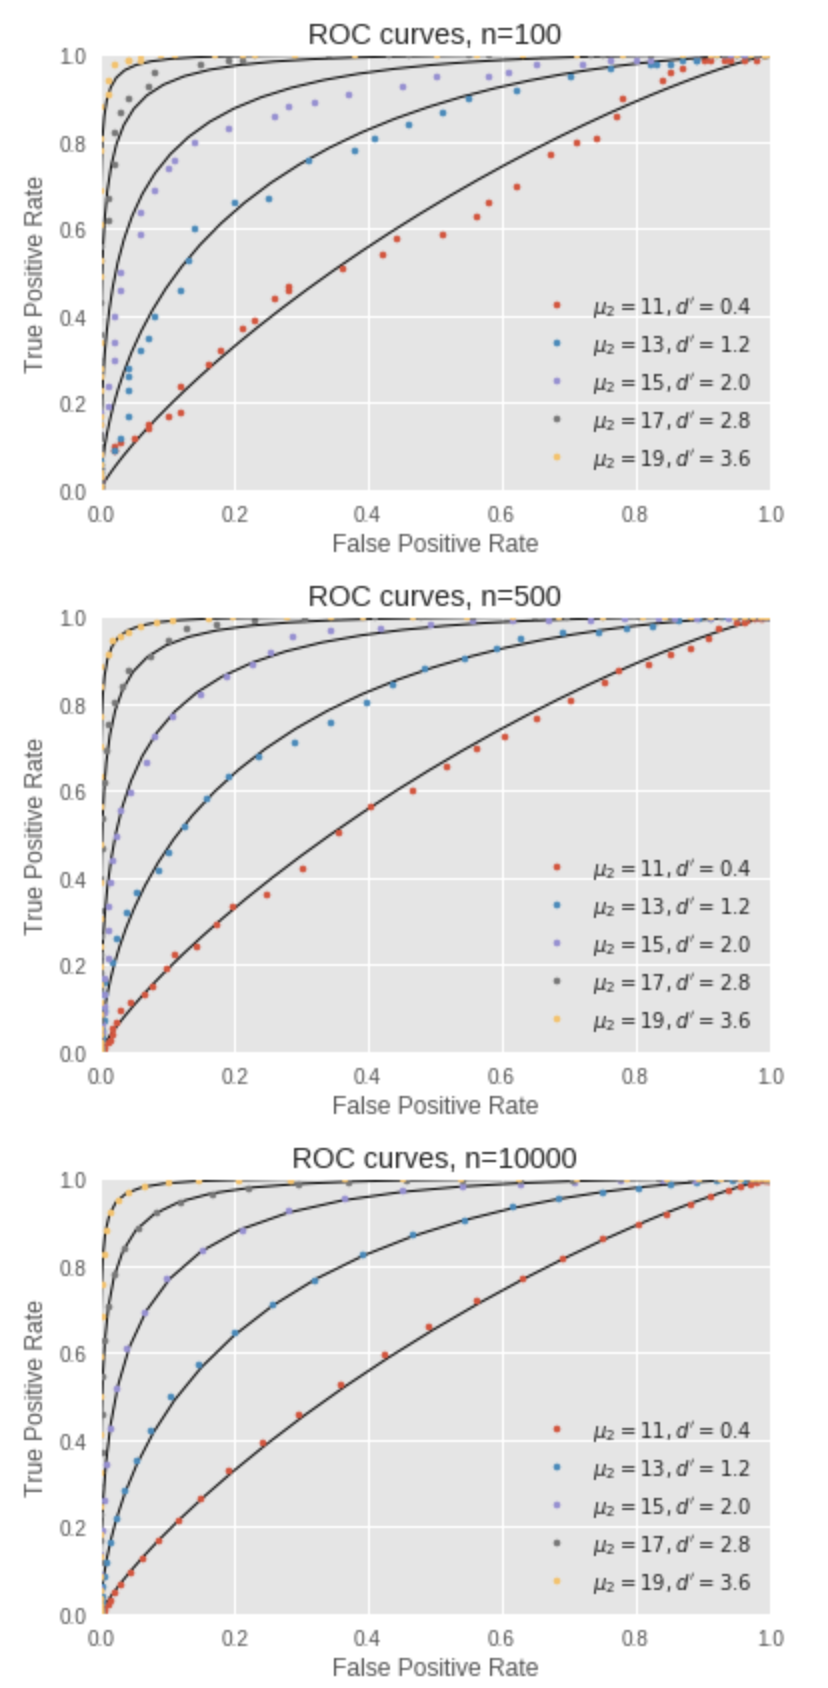 ROC curves, n=100
1.0
0.8
0.6
0.4
0.2
0.0
True Positive Rate
μ₂ = 11, d′ = 0.4
μ₂ = 13, d′ = 1.2
μ₂ = 15, d′ = 2.0
μ₂ = 17, d′ = 2.8
μ₂ = 19, d′ = 3.6
0.0 0.2 0.4 0.6 0.8 1.0
False Positive Rate
ROC curves, n=500
1.0
0.8
0.6
0.4
0.2
0.0
True Positive Rate
μ₂ = 11, d′ = 0.4
μ₂ = 13, d′ = 1.2
μ₂ = 15, d′ = 2.0
μ₂ = 17, d′ = 2.8
μ₂ = 19, d′ = 3.6
0.0 0.2 0.4 0.6 0.8 1.0
False Positive Rate
ROC curves, n=10000
1.0
0.8
0.6
0.4
0.2
0.0
True Positive Rate
μ₂ = 11, d′ = 0.4
μ₂ = 13, d′ = 1.2
μ₂ = 15, d′ = 2.0
μ₂ = 17, d′ = 2.8
μ₂ = 19, d′ = 3.6
0.0 0.2 0.4 0.6 0.8 1.0
False Positive Rate